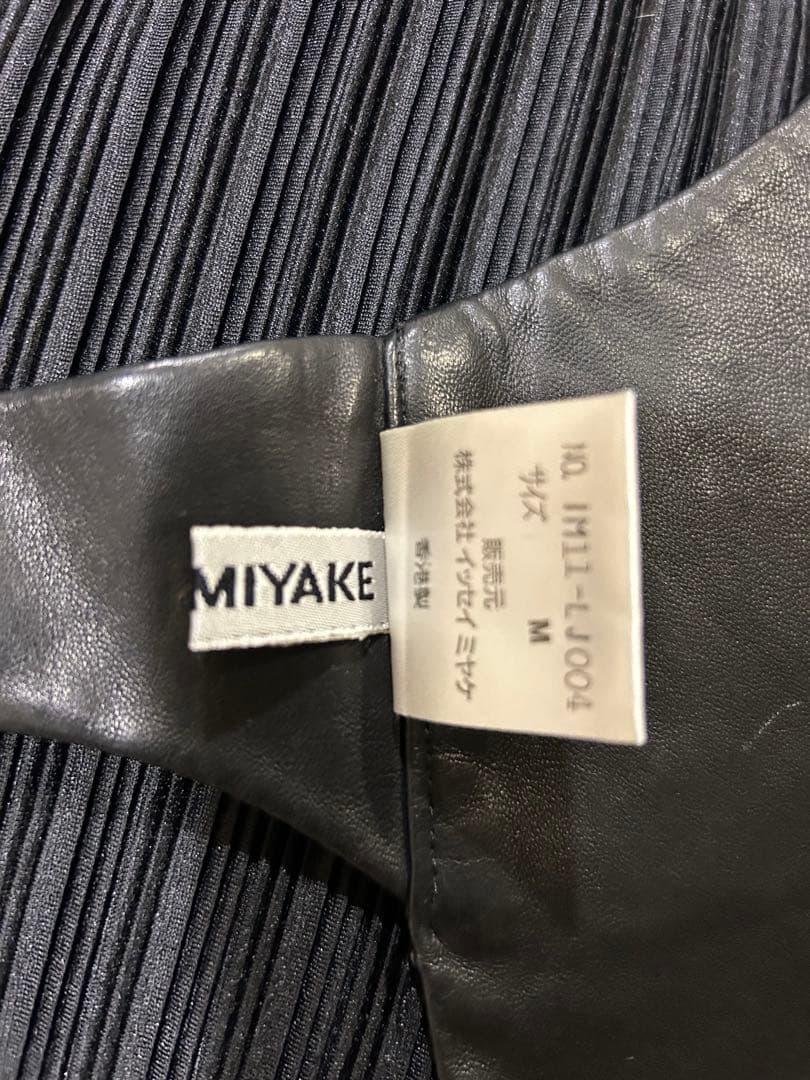 MIYAKE
NO. IM11-LJ004
サイズ M
販売元
株式会社 イッセイ ミヤケ
香港製